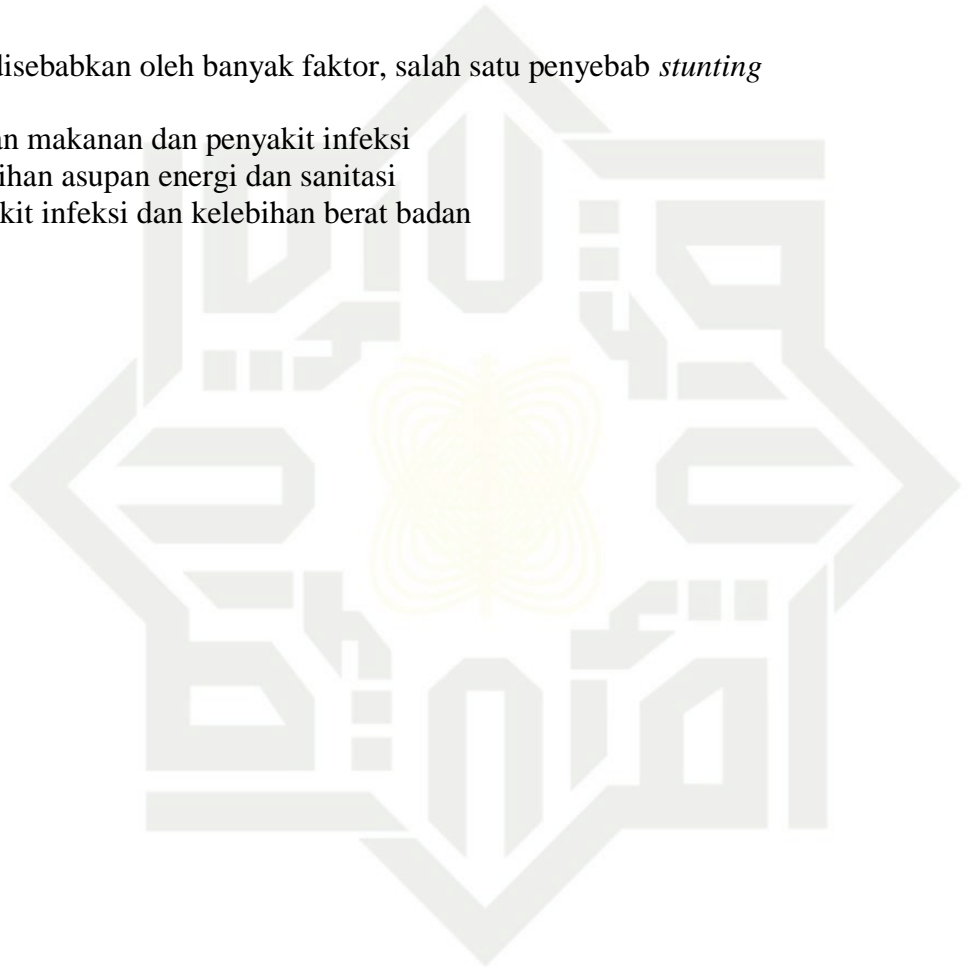 disebabkan oleh banyak faktor, salah satu penyebab stunting
an makanan dan penyakit infeksi
ihan asupan energi dan sanitasi
kit infeksi dan kelebihan berat badan